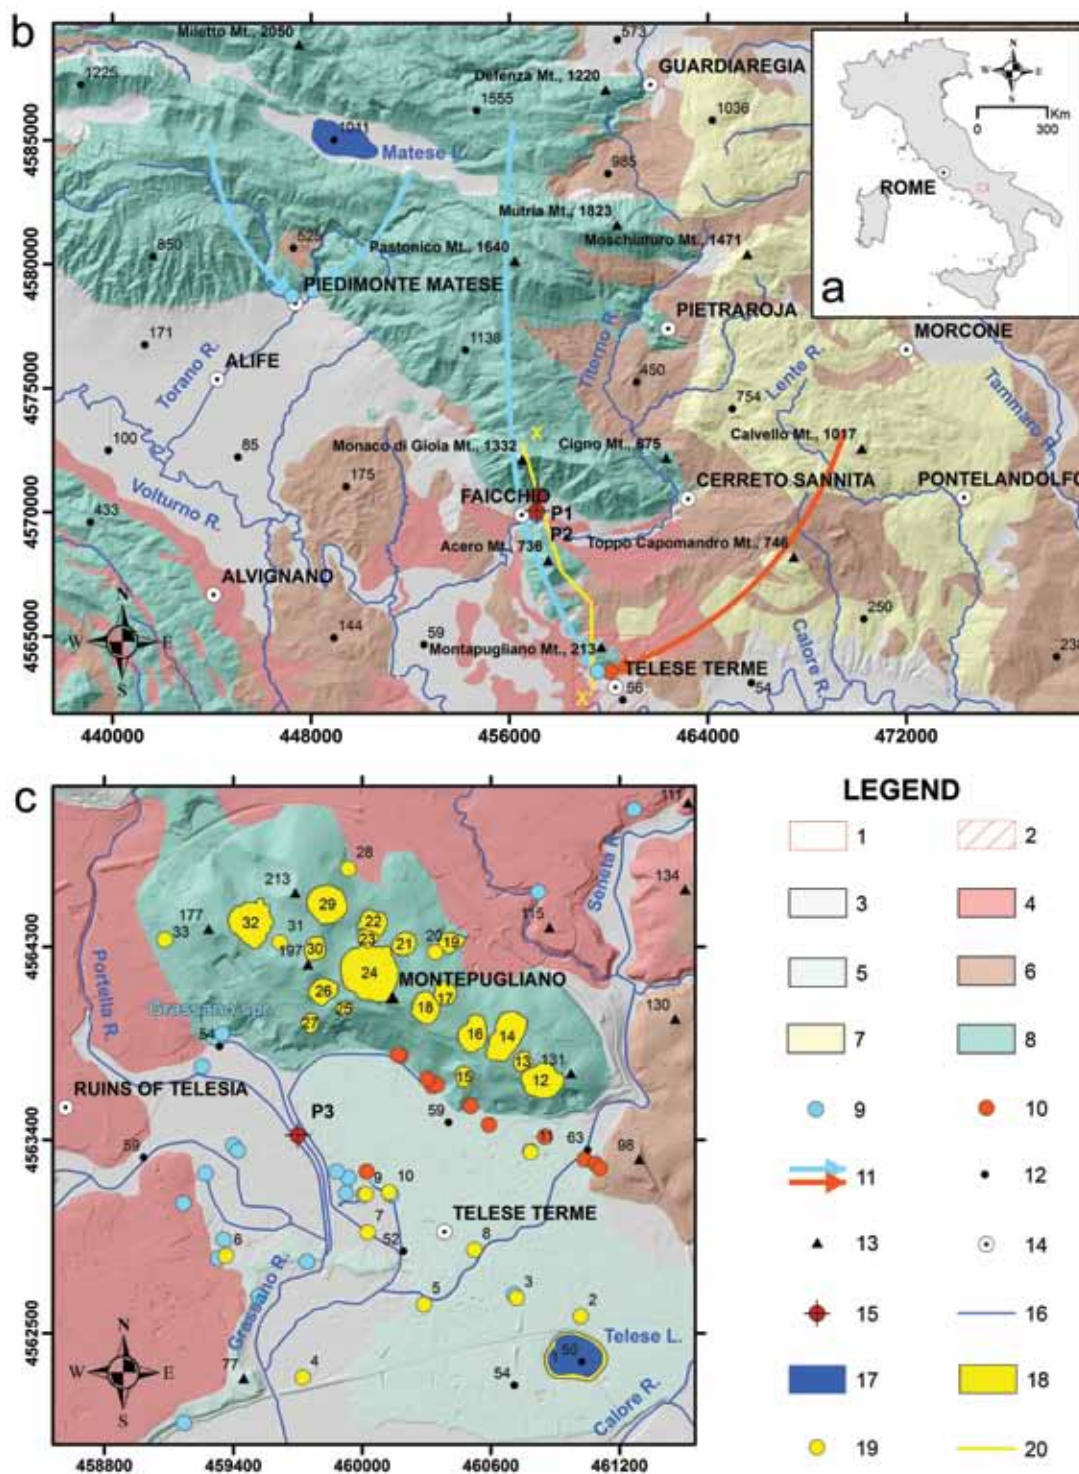 b
Miletto Mt., 2050
573
GUARDIAREGIA
1225
Defenza Mt., 1220
1555
1036
1011
Matese L.
985
Mutria Mt., 1823
Moschiaturo Mt., 1471
525
Pastonico Mt., 1640
850
PIEDIMONTE MATESE
PIETRAROJA
MORCONE
171
ALIFE
1138
Titerno R.
450
Lente R.
754
Tammaro R.
Torano R.
100
85
Monaco di Gioia Mt., 1332
X
Cigno Mt., 675
Calvello Mt., 1017
175
CERRETO SANNITA
PONTELANDOLFO
Volturno R.
FAICCHIO
P1
433
P2
Acero Mt., 736
Toppo Capomandro Mt., 746
ALVIGNANO
N
W E
S
144
59
250
Montapugliano Mt., 213
TELESE TERME
Calore R.
238
X'
56
54
4585000
4580000
4575000
4570000
4565000
440000 448000 456000 464000 472000
N
W E
S
Km
0 300
ROME
a
c
111
28
213
Seneta R.
134
29
177
32
22
115
33
31
30
23
21
20
19
197
24
MONTEPUGLIANO
Portella R.
26
17
18
130
Grassano spr.
25
27
16
14
54
13
131
15
12
RUINS OF TELESIA
P3
59
11
63
98
59
9
10
7
TELESE TERME
6
52
8
Grassano R.
5
3
2
Telese L.
1
50
N
W E
S
77
4
54
Calore R.
4564300
4563400
4562500
458800 459400 460000 460600 461200
LEGEND
1 2
3 4
5 6
7 8
9 10
11 12
13 14
15 16
17 18
19 20